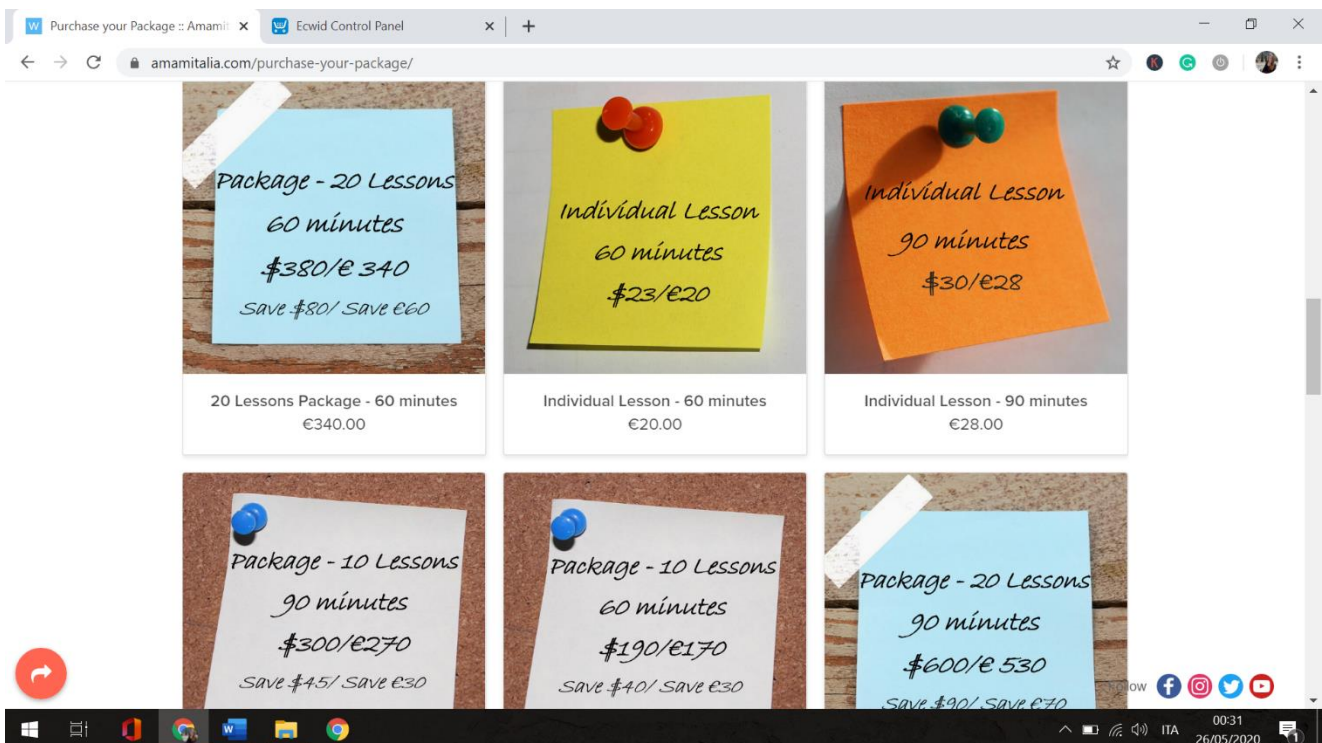 Purchase your Package :: Amami
Ecwid Control Panel
amamitalia.com/purchase-your-package/
Package - 20 Lessons
60 minutes
$380/€ 340
Save $80/ Save €60
Individual Lesson
60 minutes
$23/€20
Individual Lesson
90 minutes
$30/€28
20 Lessons Package - 60 minutes
€340.00
Individual Lesson - 60 minutes
€20.00
Individual Lesson - 90 minutes
€28.00
Package - 10 Lessons
90 minutes
$300/€270
Save $45/ Save €30
Package - 10 Lessons
60 minutes
$190/€170
Save $40/ Save €30
Package - 20 Lessons
90 minutes
$600/€ 530
Save $90/ Save €70
ITA
00:31
26/05/2020